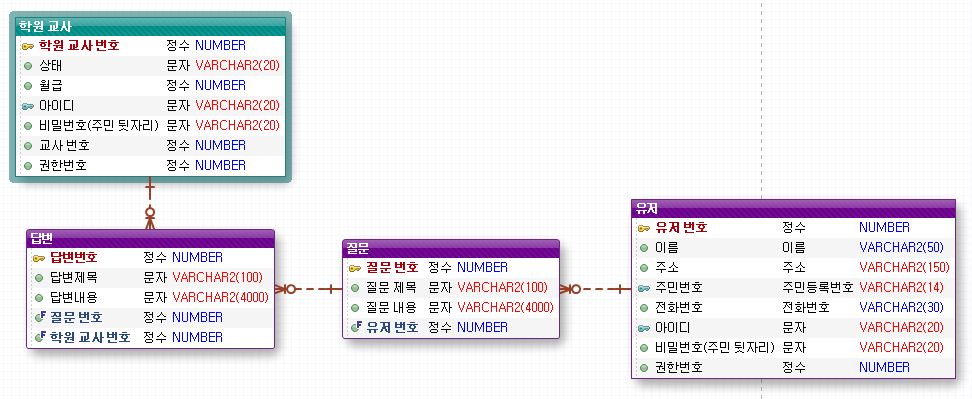 학원 교사
학원 교사 번호 정수 NUMBER
상태 문자 VARCHAR2(20)
월급 정수 NUMBER
아이디 문자 VARCHAR2(20)
비밀번호(주민 뒷자리) 문자 VARCHAR2(20)
교사 번호 정수 NUMBER
권한번호 정수 NUMBER
답변
답변번호 정수 NUMBER
답변제목 문자 VARCHAR2(100)
답변내용 문자 VARCHAR2(4000)
질문 번호 정수 NUMBER
학원 교사 번호 정수 NUMBER
질문
질문 번호 정수 NUMBER
질문 제목 문자 VARCHAR2(100)
질문 내용 문자 VARCHAR2(4000)
유저 번호 정수 NUMBER
유저
유저 번호 정수 NUMBER
이름 이름 VARCHAR2(50)
주소 주소 VARCHAR2(150)
주민번호 주민등록번호 VARCHAR2(14)
전화번호 전화번호 VARCHAR2(30)
아이디 문자 VARCHAR2(20)
비밀번호(주민 뒷자리) 문자 VARCHAR2(20)
권한번호 정수 NUMBER